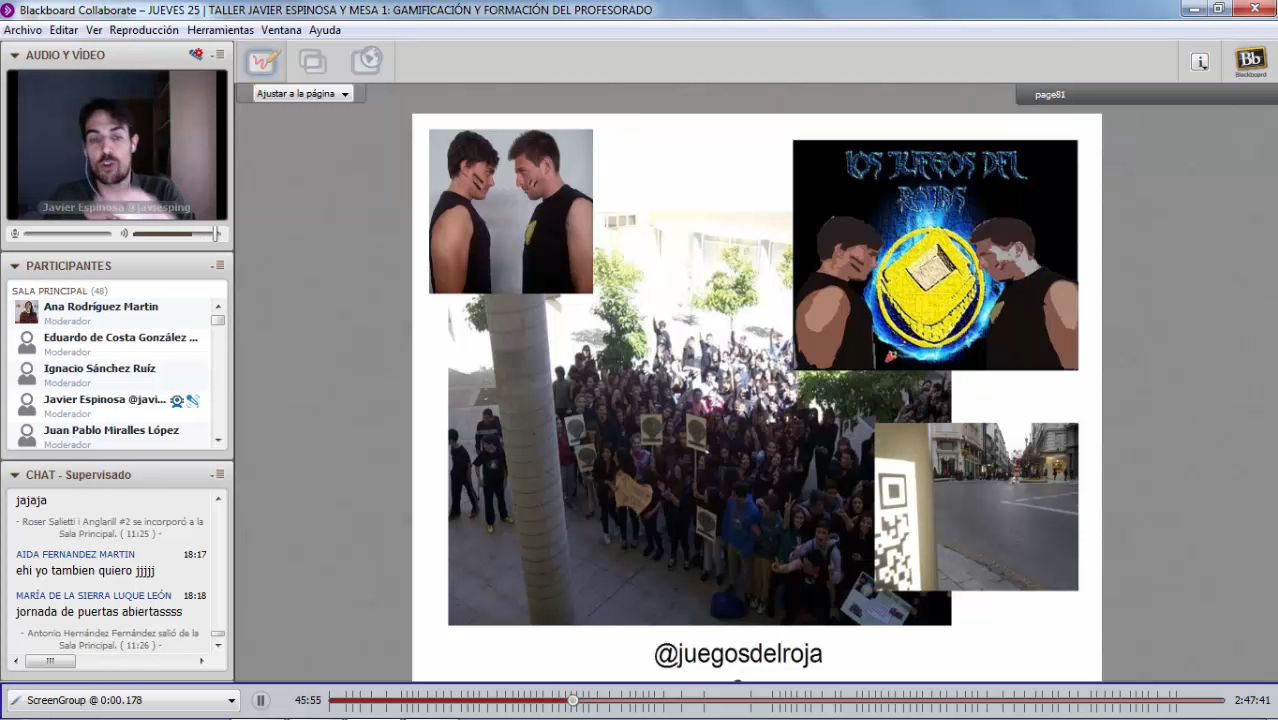 Blackboard Collaborate – JUEVES 25 | TALLER JAVIER ESPINOSA Y MESA 1: GAMIFICACIÓN Y FORMACIÓN DEL PROFESORADO
Archivo Editar Ver Reproducción Herramientas Ventana Ayuda
AUDIO Y VÍDEO
Javier Espinosa @javiesping
PARTICIPANTES
SALA PRINCIPAL (48)
Ana Rodríguez Martin
Moderador
Eduardo de Costa González ...
Moderador
Ignacio Sánchez Ruíz
Moderador
Javier Espinosa @javi...
Moderador
Juan Pablo Miralles López
Moderador
CHAT - Supervisado
jajaja
- Roser Salietti i Anglarill #2 se incorporó a la
Sala Principal. ( 11:25 ) -
AIDA FERNANDEZ MARTIN 18:17
ehi yo tambien quiero jjjjj
MARÍA DE LA SIERRA LUQUE LEÓN 18:18
jornada de puertas abiertassss
- Antonio Hernández Fernández salió de la
Sala Principal. ( 11:26 ) -
Ajustar a la página
page81
Bb
Blackboard
LOS JUEGOS DEL
@juegosdelroja
ScreenGroup @ 0:00.178
45:55
2:47:41